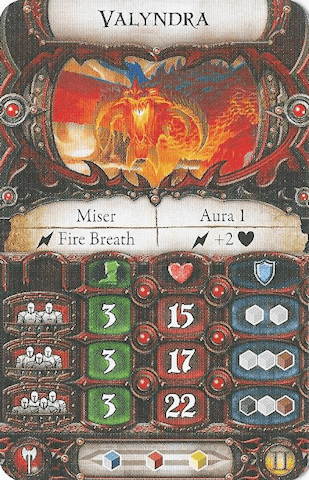 VALYNDRA
Miser Aura 1
Fire Breath +2
3 15
3 17
3 22
II